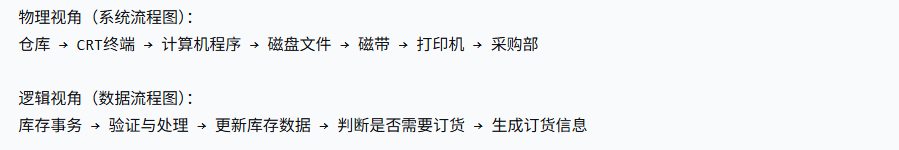 物理视角（系统流程图）：
仓库 → CRT终端 → 计算机程序 → 磁盘文件 → 磁带 → 打印机 → 采购部
逻辑视角（数据流程图）：
库存事务 → 验证与处理 → 更新库存数据 → 判断是否需要订货 → 生成订货信息